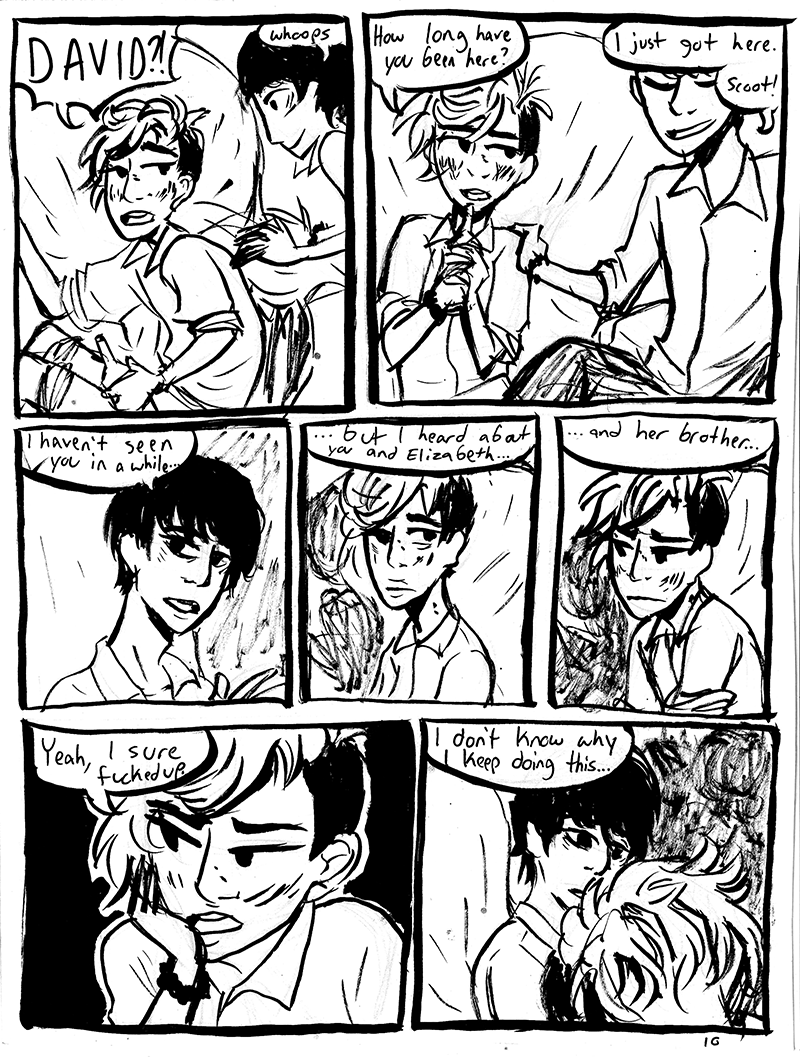 DAVID?!
whoops
How long have
you been here?
I just got here.
Scoot!
I haven't seen
you in a while...
... but I heard about
you and Elizabeth...
... and her brother...
Yeah, I sure
fucked up.
I don't know why
I keep doing this...
16